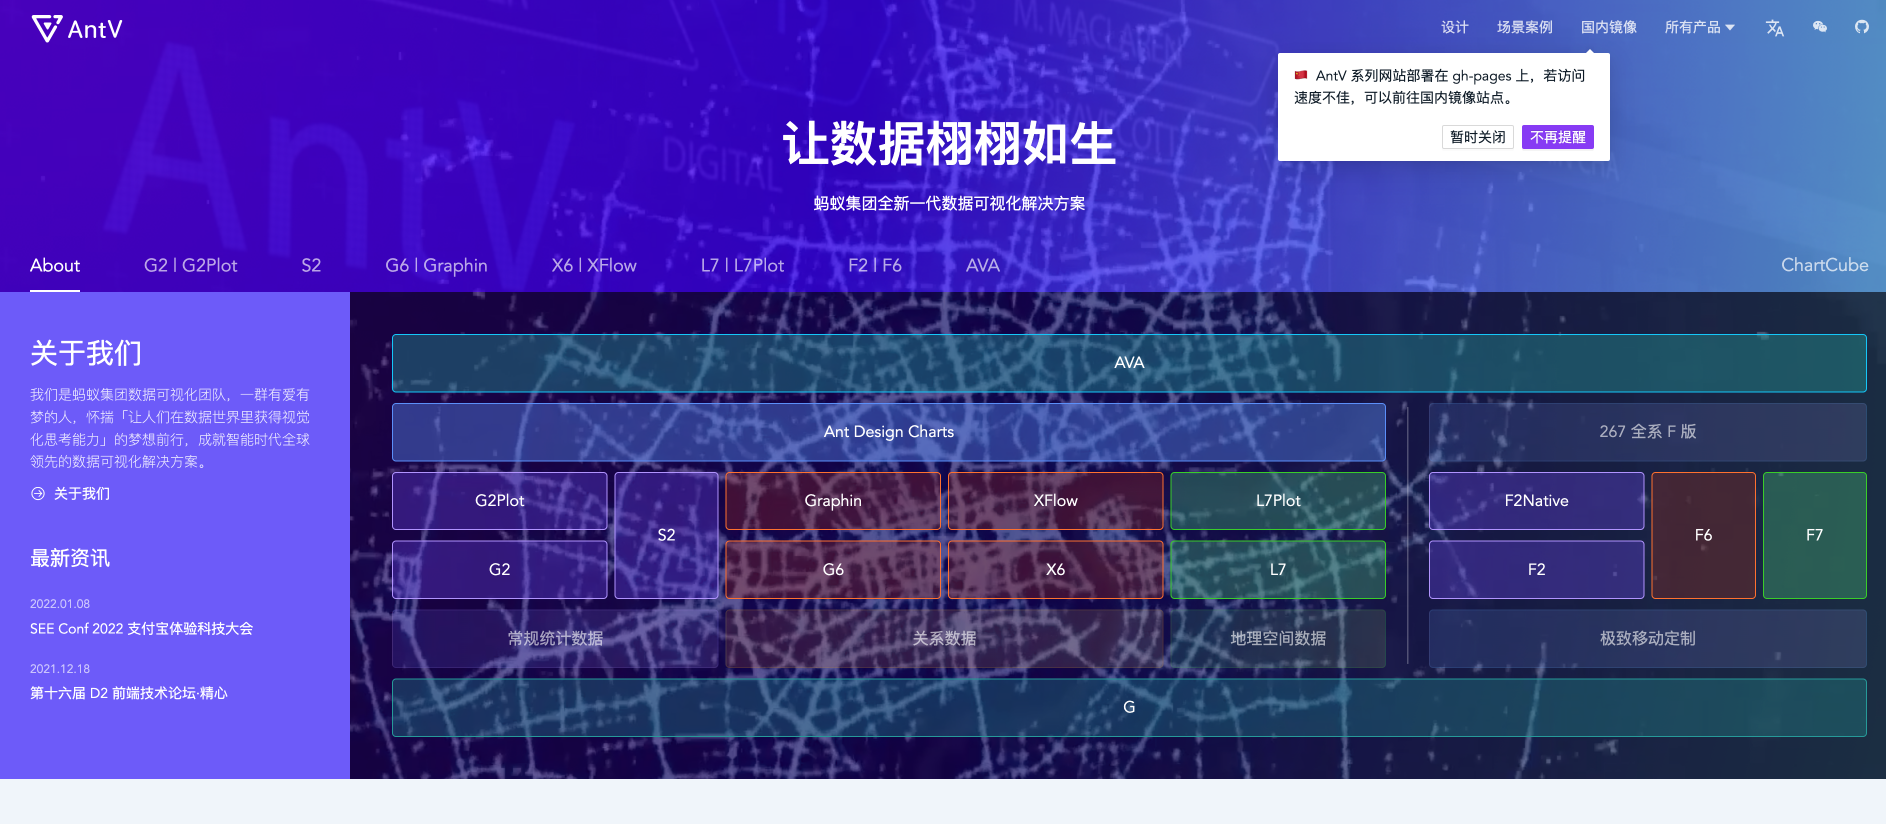 AntV
设计
场景案例
国内镜像
所有产品
AntV 系列网站部署在 gh-pages 上，若访问
速度不佳，可以前往国内镜像站点。
暂时关闭
不再提醒
让数据栩栩如生
蚂蚁集团全新一代数据可视化解决方案
About
G2 | G2Plot
S2
G6 | Graphin
X6 | XFlow
L7 | L7Plot
F2 | F6
AVA
ChartCube
关于我们
我们是蚂蚁集团数据可视化团队，一群有爱有
梦的人，怀揣「让人们在数据世界里获得视觉
化思考能力」的梦想前行，成就智能时代全球
领先的数据可视化解决方案。
关于我们
最新资讯
2022.01.08
SEE Conf 2022 支付宝体验科技大会
2021.12.18
第十六届 D2 前端技术论坛·精心
AVA
Ant Design Charts
267 全系 F 版
G2Plot
S2
Graphin
XFlow
L7Plot
F2Native
F6
F7
G2
G6
X6
L7
F2
常规统计数据
关系数据
地理空间数据
极致移动定制
G